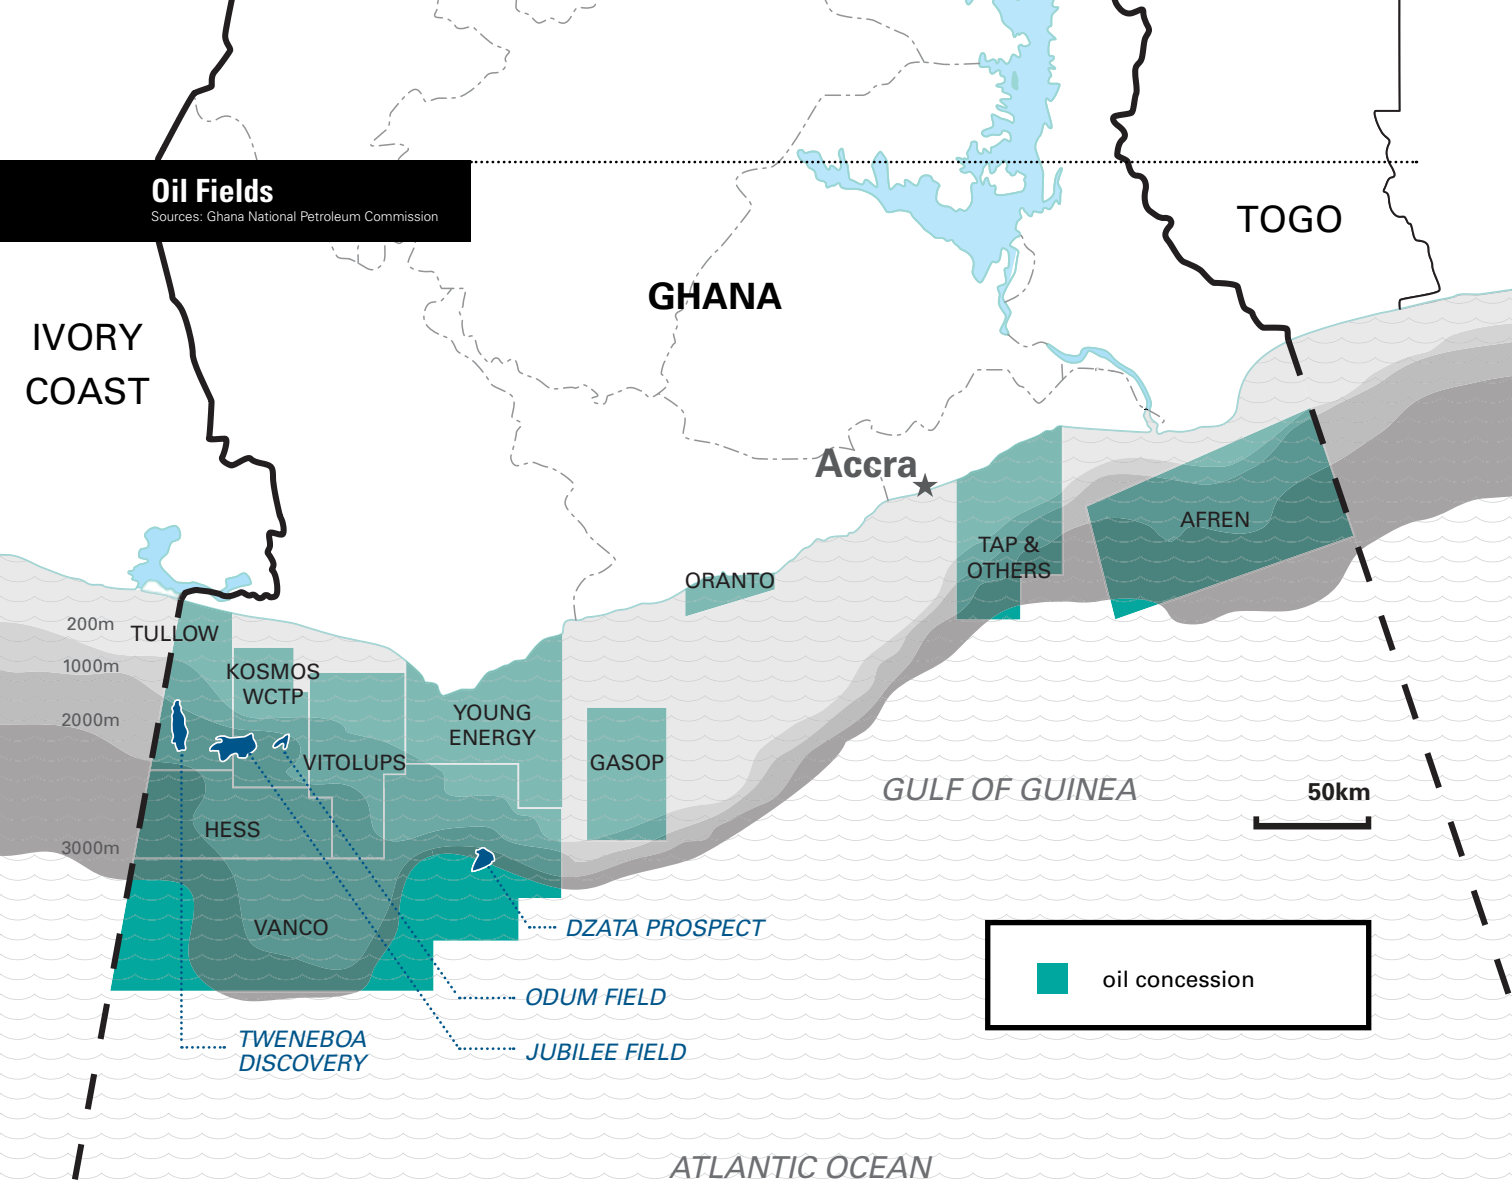 Oil Fields
Sources: Ghana National Petroleum Commission
TOGO
GHANA
IVORY
COAST
Accra
AFREN
TAP &
OTHERS
ORANTO
200m
TULLOW
1000m
KOSMOS
WCTP
2000m
YOUNG
ENERGY
VITOLUPS
GASOP
GULF OF GUINEA
50km
HESS
3000m
VANCO
DZATA PROSPECT
oil concession
ODUM FIELD
TWENEBOA
DISCOVERY
JUBILEE FIELD
ATLANTIC OCEAN